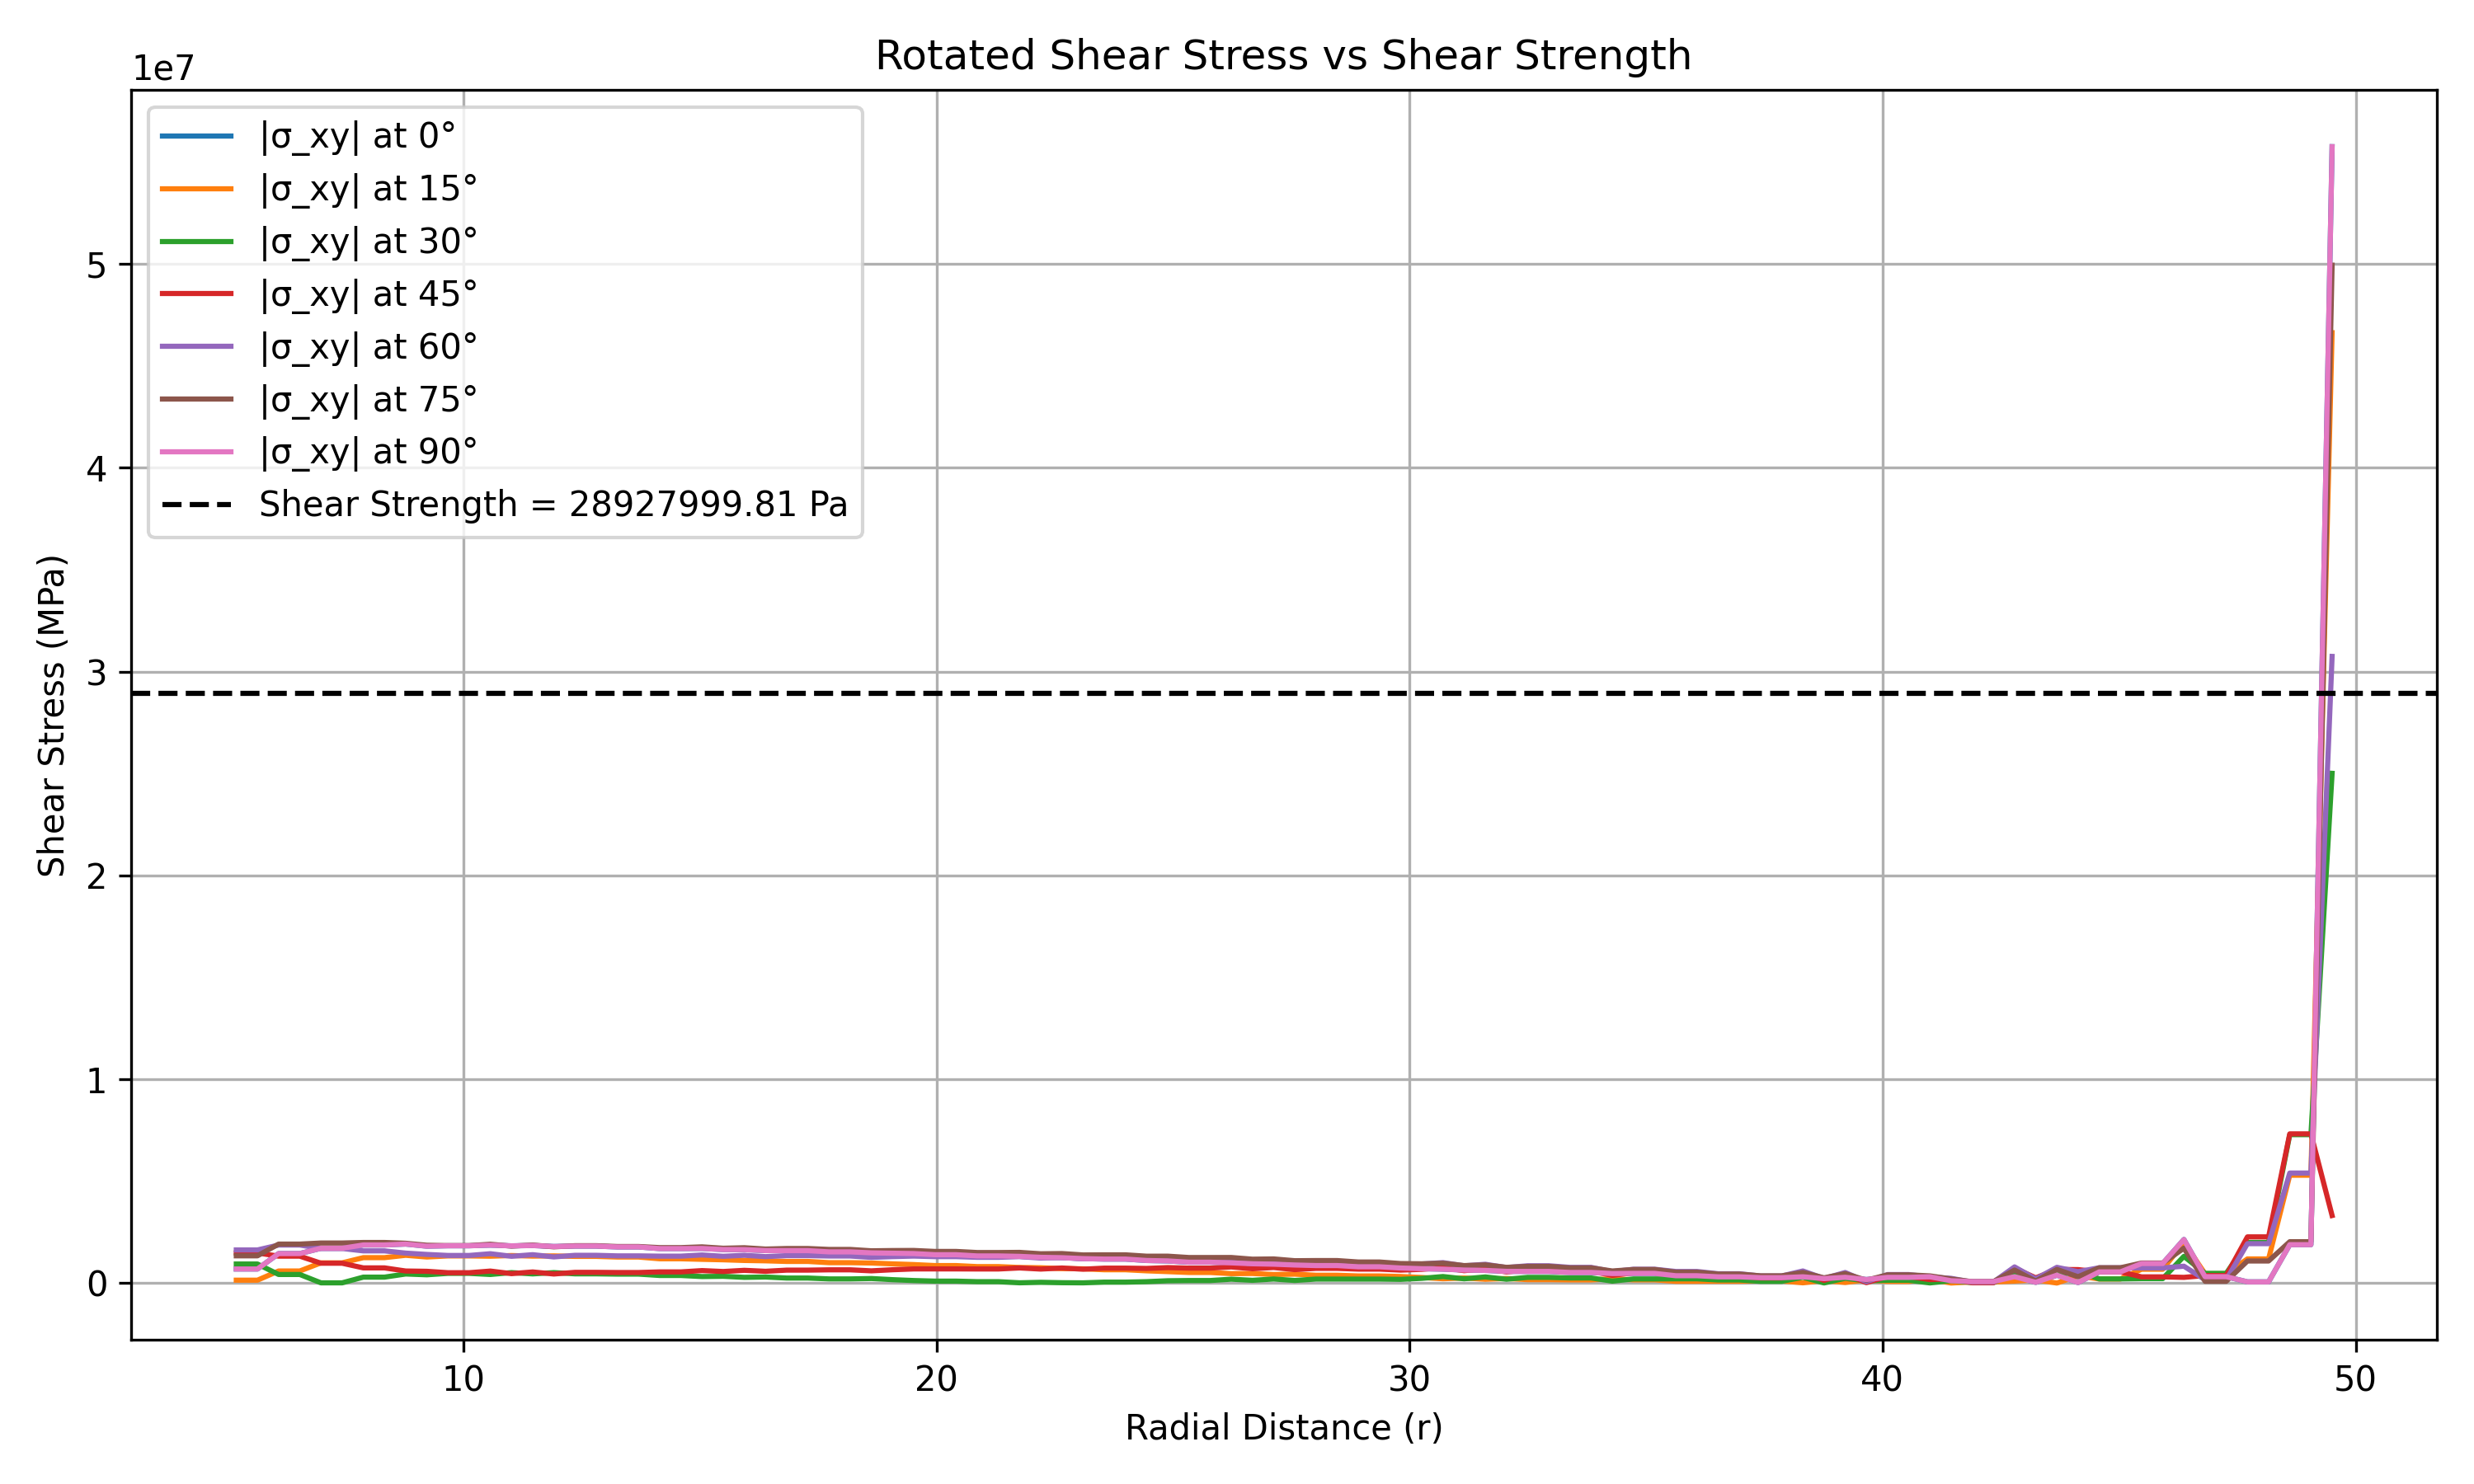 Rotated Shear Stress vs Shear Strength
1e7
|σ_xy| at 0°
|σ_xy| at 15°
|σ_xy| at 30°
|σ_xy| at 45°
|σ_xy| at 60°
|σ_xy| at 75°
|σ_xy| at 90°
Shear Strength = 28927999.81 Pa
Shear Stress (MPa)
5
4
3
2
1
0
10 20 30 40 50
Radial Distance (r)